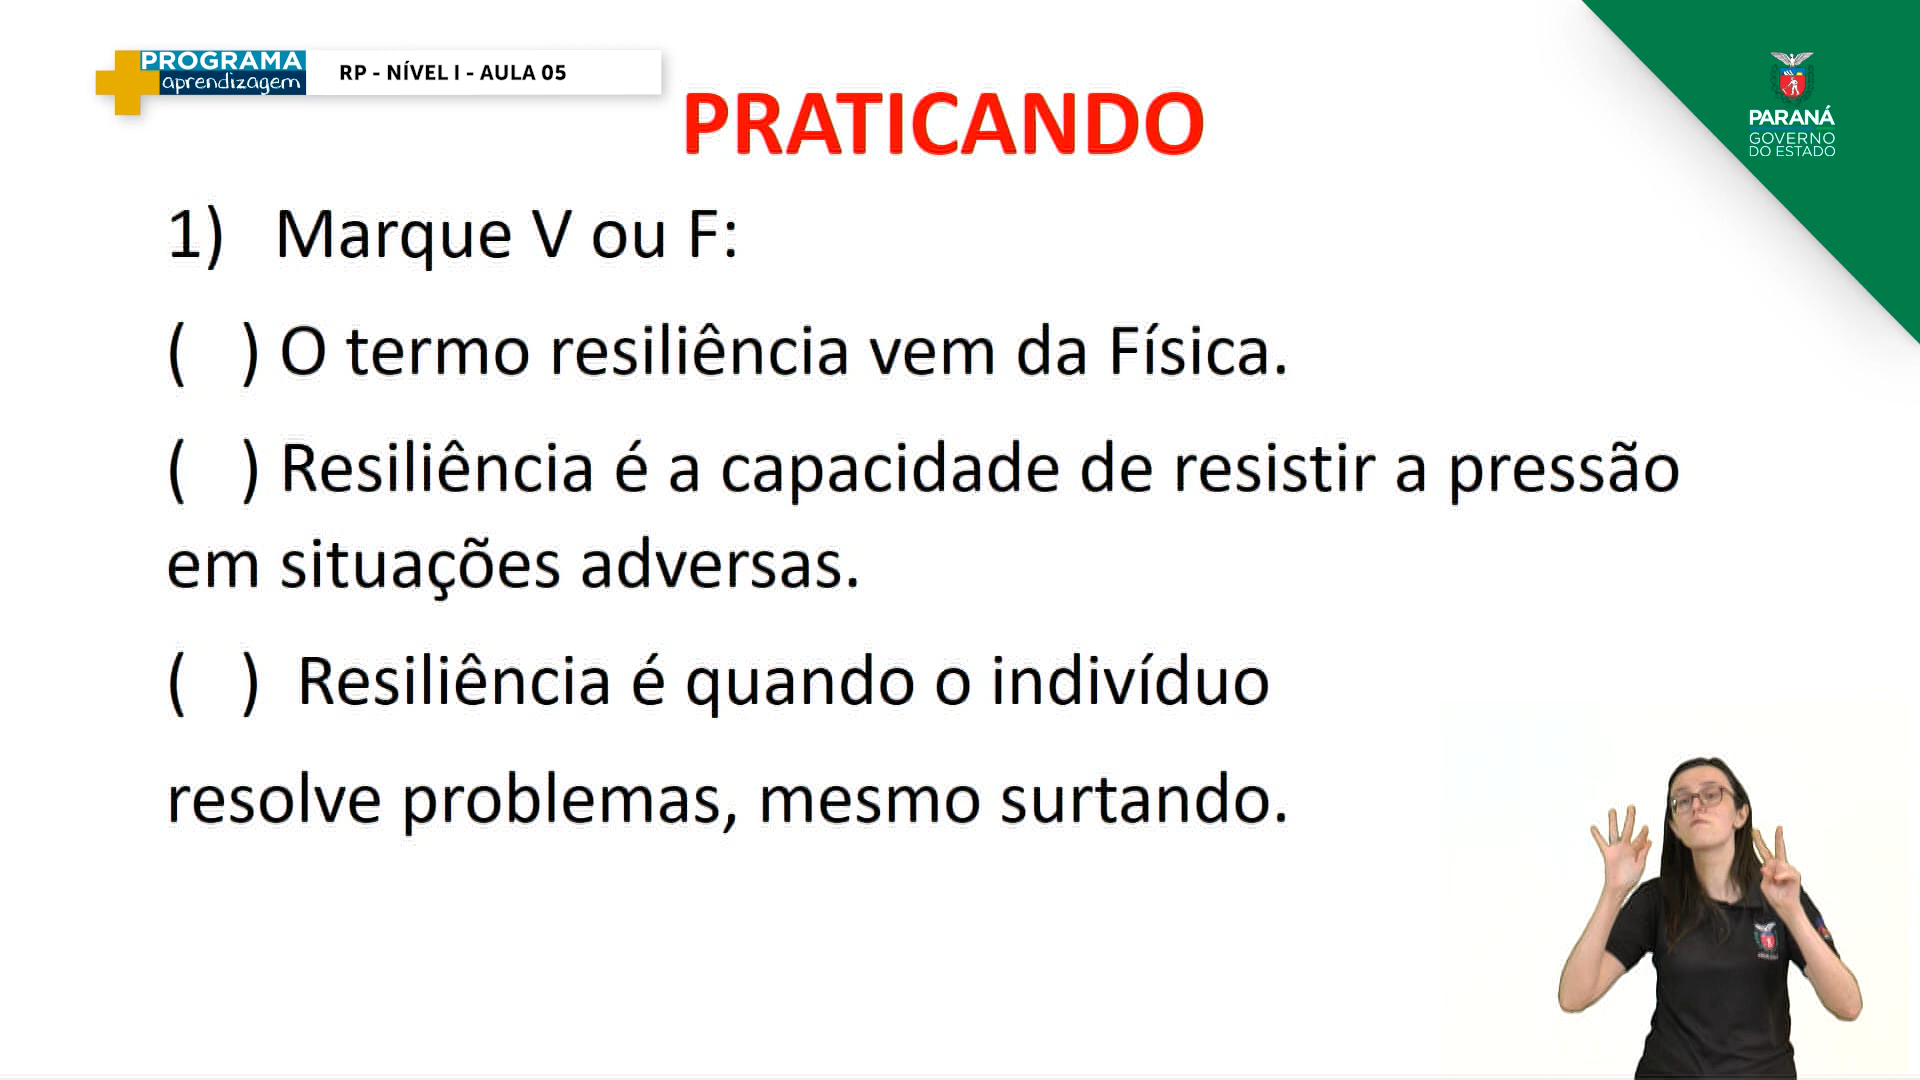 PROGRAMA
aprendizagem
RP - NÍVEL I - AULA 05
PARANÁ
GOVERNO
DO ESTADO
PRATICANDO
1) Marque V ou F:
( ) O termo resiliência vem da Física.
( ) Resiliência é a capacidade de resistir a pressão
em situações adversas.
( ) Resiliência é quando o indivíduo
resolve problemas, mesmo surtando.